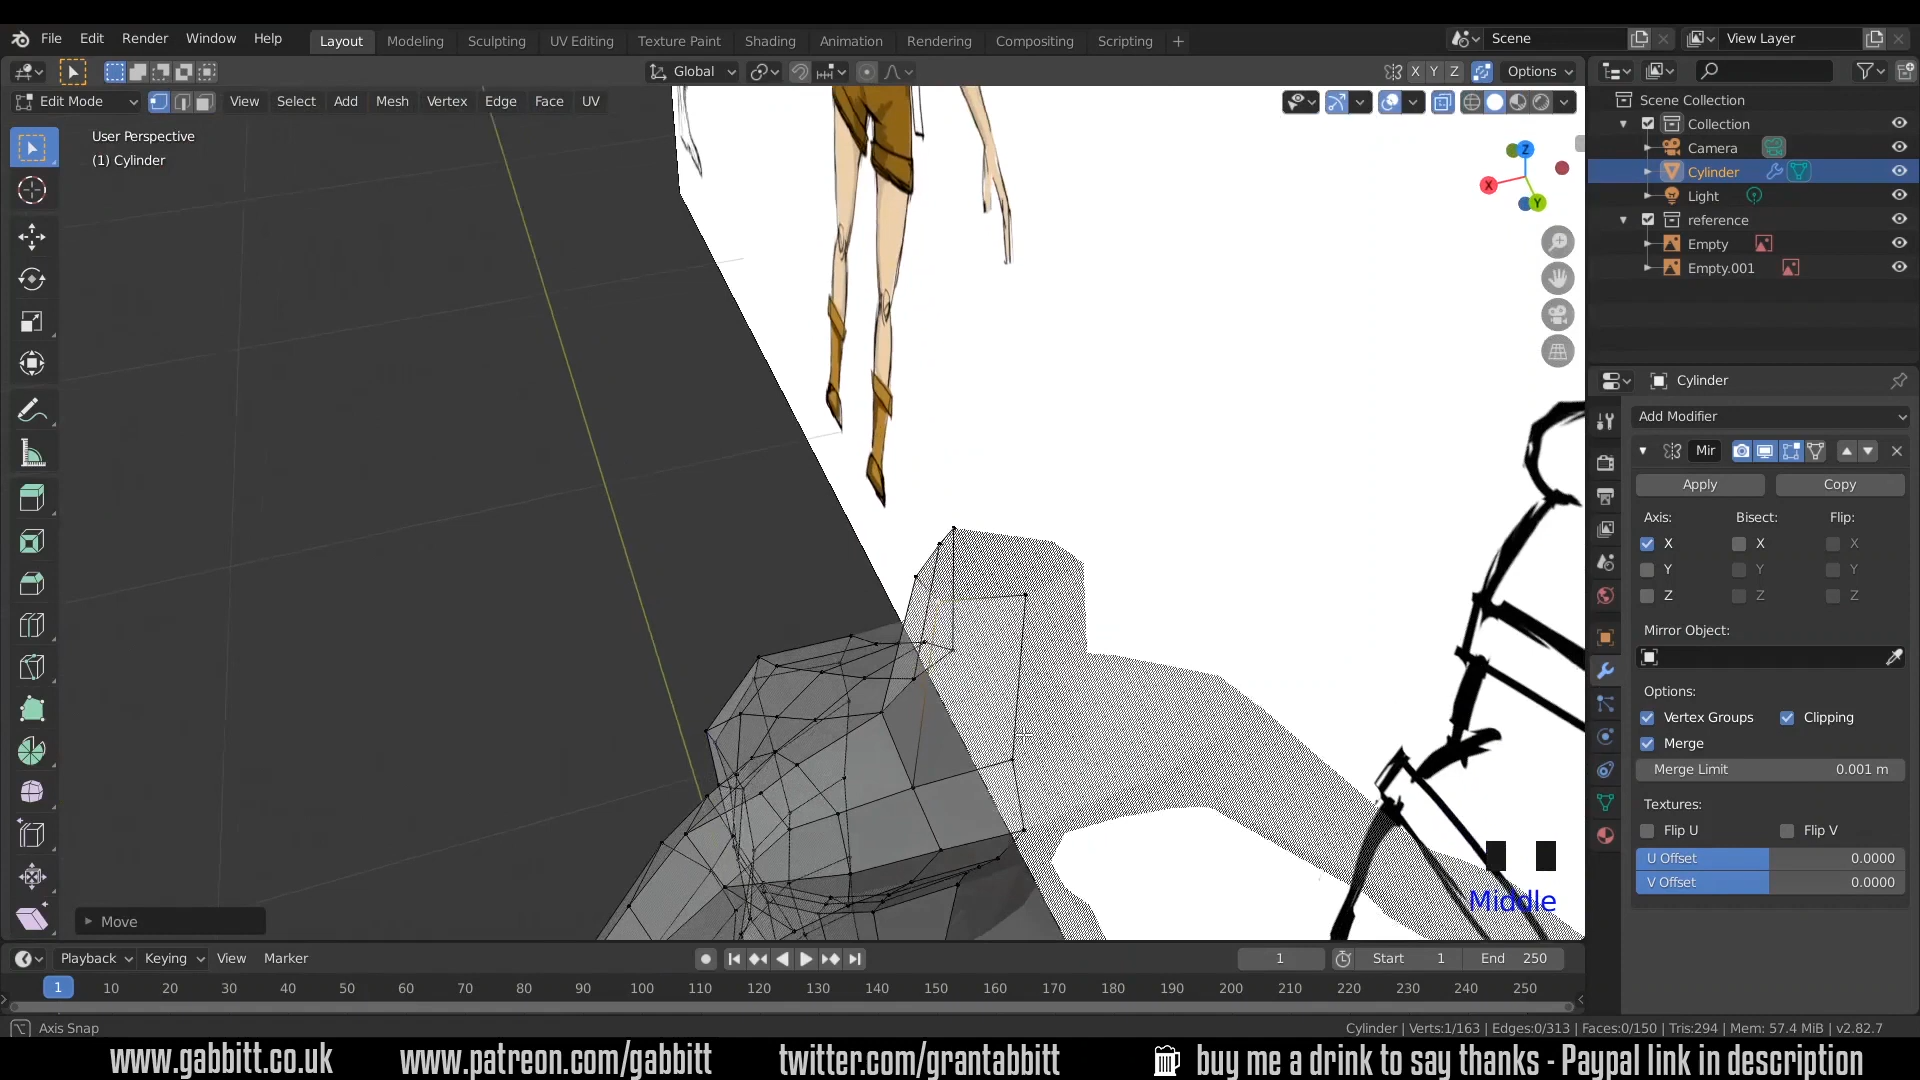 File Edit Render Window Help Layout Modeling Sculpting UV Editing Texture Paint Shading Animation Rendering Compositing Scripting + Scene View Layer
Global X Y Z Options
Edit Mode View Select Add Mesh Vertex Edge Face UV
User Perspective
(1) Cylinder
Z
X
Y
Scene Collection
Collection
Camera
Cylinder
Light
reference
Empty
Empty.001
Cylinder
Add Modifier
Mir
Apply Copy
Axis: Bisect: Flip:
X X X
Y Y Y
Z Z Z
Mirror Object:
Options:
Vertex Groups Clipping
Merge
Merge Limit 0.001 m
Textures:
Flip U Flip V
U Offset 0.0000
V Offset 0.0000
Middle
Move
Playback Keying View Marker 1 Start 1 End 250
1 10 20 30 40 50 60 70 80 90 100 110 120 130 140 150 160 170 180 190 200 210 220 230 240 250
Axis Snap Cylinder | Verts:1/163 | Edges:0/313 | Faces:0/150 | Tris:294 | Mem: 57.4 MiB | v2.82.7
www.gabbitt.co.uk www.patreon.com/gabbitt twitter.com/grantabbitt buy me a drink to say thanks - Paypal link in description